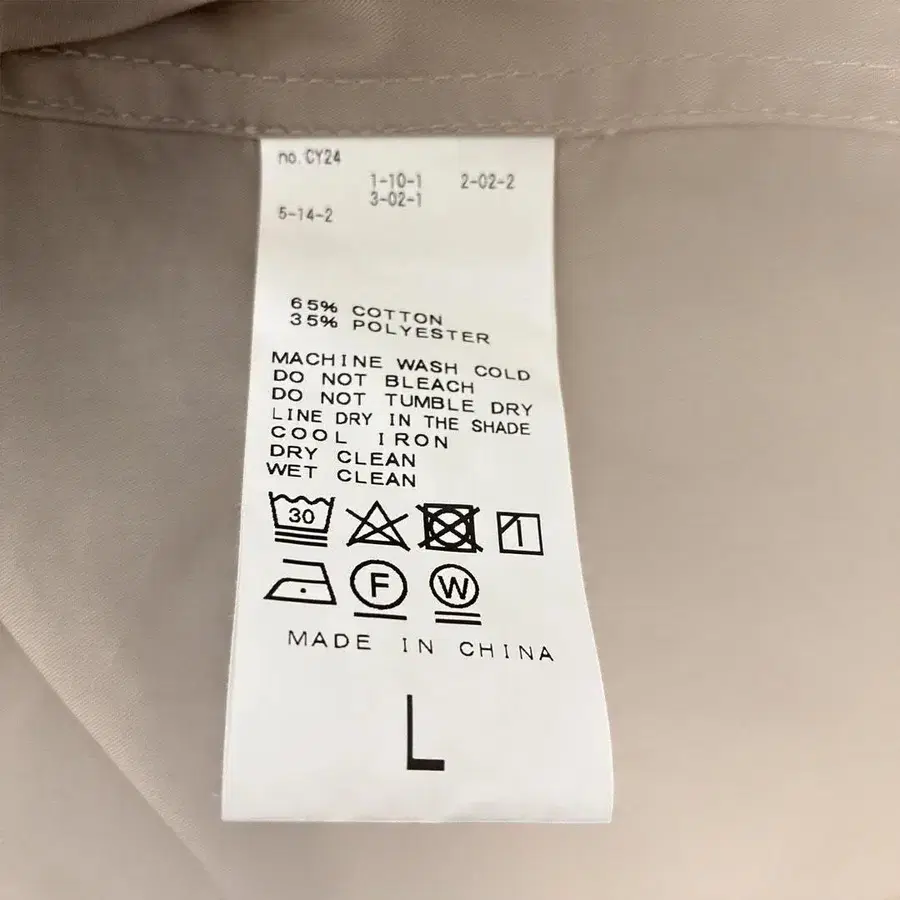 no. CY24
1-10-1 2-02-2
3-02-1
5-14-2
65% COTTON
35% POLYESTER
MACHINE WASH COLD
DO NOT BLEACH
DO NOT TUMBLE DRY
LINE DRY IN THE SHADE
COOL IRON
DRY CLEAN
WET CLEAN
30
F W
MADE IN CHINA
L